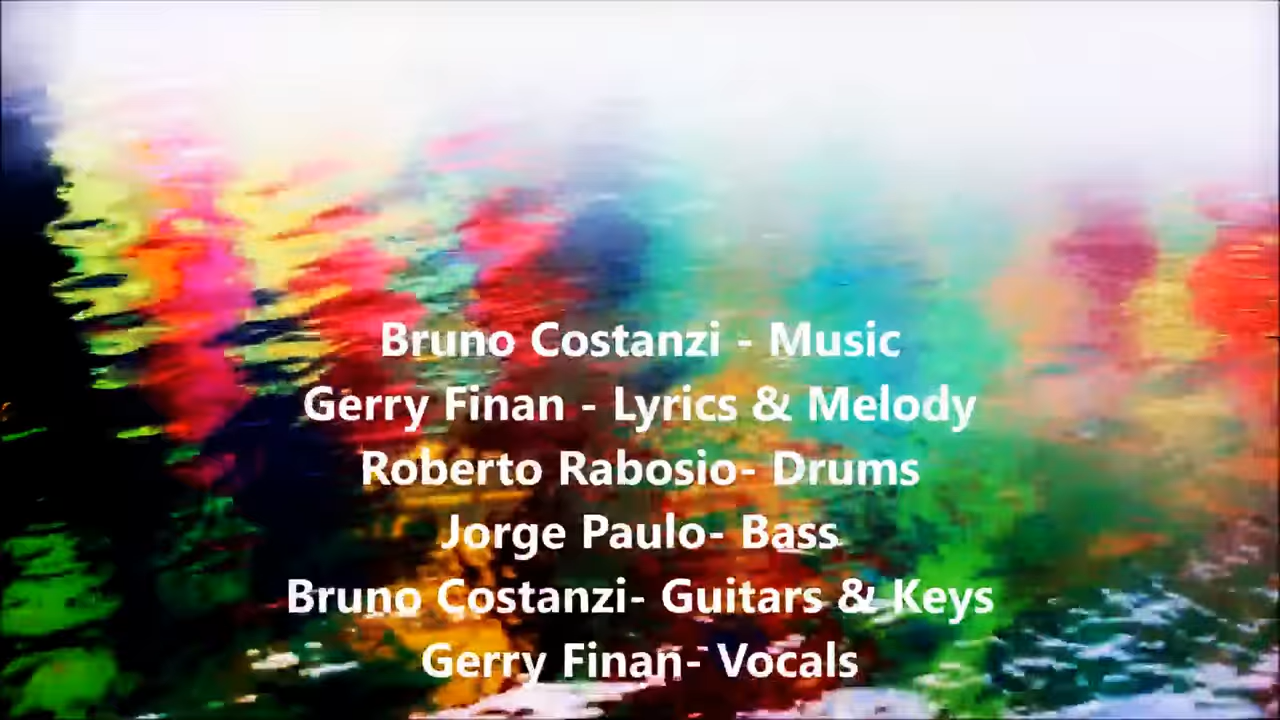 Bruno Costanzi - Music
Gerry Finan - Lyrics & Melody
Roberto Rabosio- Drums
Jorge Paulo- Bass
Bruno Costanzi- Guitars & Keys
Gerry Finan- Vocals